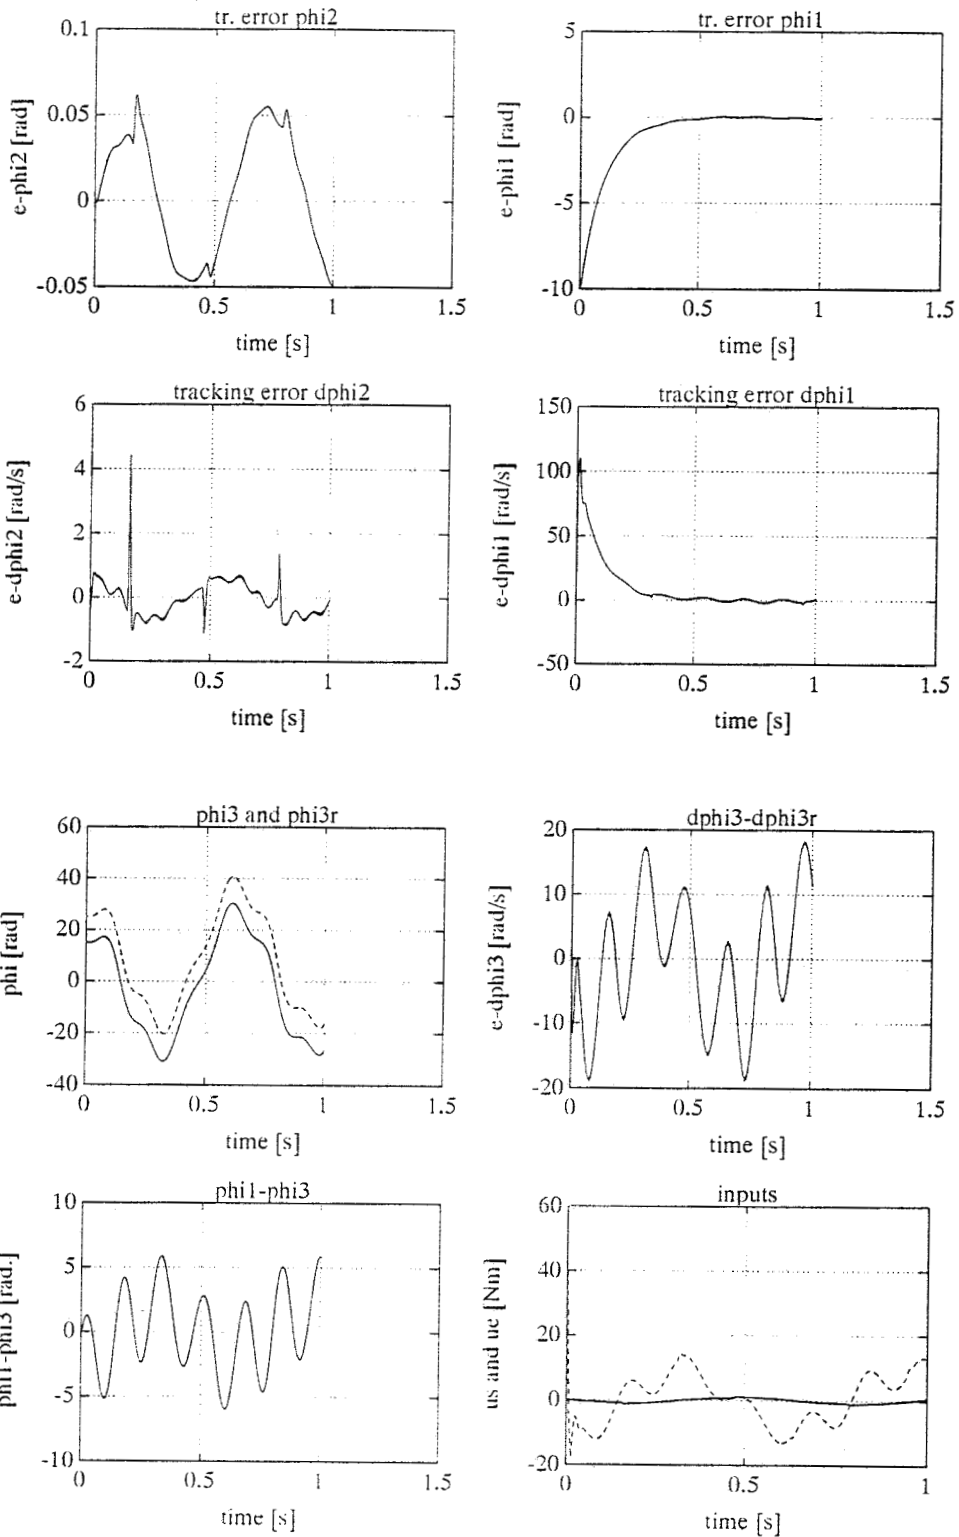 tr. error phi2
0.1
0.05
0
-0.05
e-phi2 [rad]
0 0.5 1 1.5
time [s]
tr. error phi1
5
0
-5
-10
e-phi1 [rad]
0 0.5 1 1.5
time [s]
tracking error dphi2
6
4
2
0
-2
e-dphi2 [rad/s]
0 0.5 1 1.5
time [s]
tracking error dphi1
150
100
50
0
-50
e-dphi1 [rad/s]
0 0.5 1 1.5
time [s]
phi3 and phi3r
60
40
20
0
-20
-40
phi [rad]
0 0.5 1 1.5
time [s]
dphi3-dphi3r
20
10
0
-10
-20
e-dphi3 [rad/s]
0 0.5 1 1.5
time [s]
phi1-phi3
10
5
0
-5
-10
phi1-phi3 [rad.]
0 0.5 1 1.5
time [s]
inputs
60
40
20
0
-20
us and uc [Nm]
0 0.5 1
time [s]